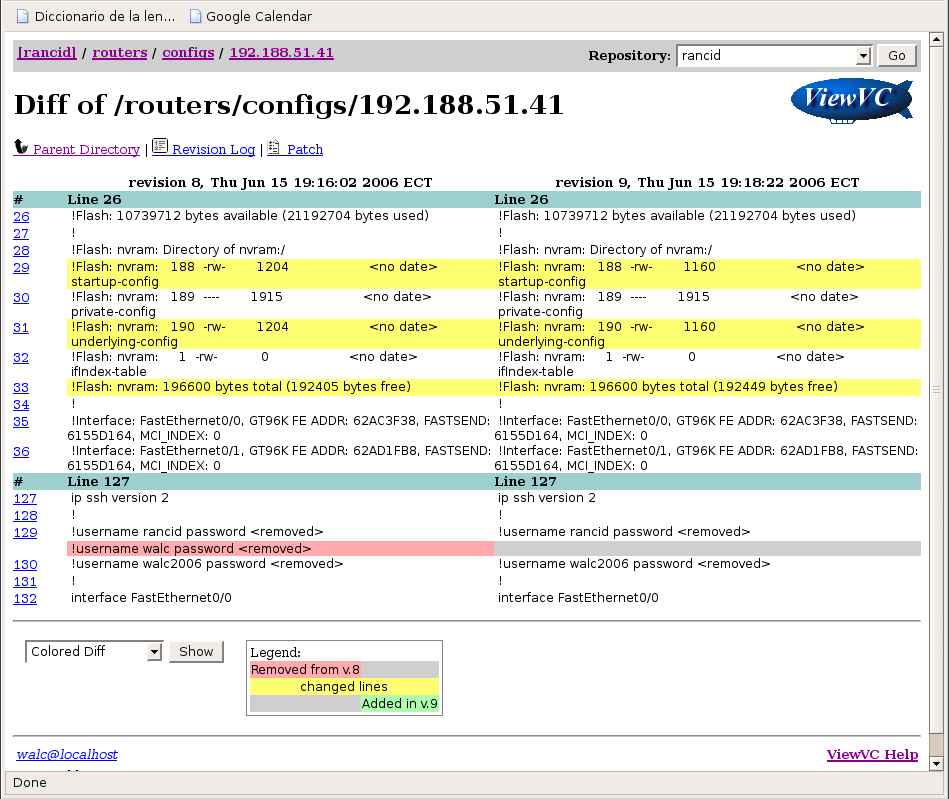 Diccionario de la len... Google Calendar
[rancid] / routers / configs / 192.188.51.41 Repository: rancid Go
Diff of /routers/configs/192.188.51.41 ViewVC
Parent Directory | Revision Log | Patch
revision 8, Thu Jun 15 19:16:02 2006 ECT revision 9, Thu Jun 15 19:18:22 2006 ECT
# Line 26 Line 26
26 !Flash: 10739712 bytes available (21192704 bytes used) !Flash: 10739712 bytes available (21192704 bytes used)
27 ! !
28 !Flash: nvram: Directory of nvram:/ !Flash: nvram: Directory of nvram:/
29 !Flash: nvram: 188 -rw- 1204 <no date> !Flash: nvram: 188 -rw- 1160 <no date>
startup-config startup-config
30 !Flash: nvram: 189 ---- 1915 <no date> !Flash: nvram: 189 ---- 1915 <no date>
private-config private-config
31 !Flash: nvram: 190 -rw- 1204 <no date> !Flash: nvram: 190 -rw- 1160 <no date>
underlying-config underlying-config
32 !Flash: nvram: 1 -rw- 0 <no date> !Flash: nvram: 1 -rw- 0 <no date>
ifIndex-table ifIndex-table
33 !Flash: nvram: 196600 bytes total (192405 bytes free) !Flash: nvram: 196600 bytes total (192449 bytes free)
34 ! !
35 !Interface: FastEthernet0/0, GT96K FE ADDR: 62AC3F38, FASTSEND: !Interface: FastEthernet0/0, GT96K FE ADDR: 62AC3F38, FASTSEND:
6155D164, MCI_INDEX: 0 6155D164, MCI_INDEX: 0
36 !Interface: FastEthernet0/1, GT96K FE ADDR: 62AD1FB8, FASTSEND: !Interface: FastEthernet0/1, GT96K FE ADDR: 62AD1FB8, FASTSEND:
6155D164, MCI_INDEX: 0 6155D164, MCI_INDEX: 0
# Line 127 Line 127
127 ip ssh version 2 ip ssh version 2
128 ! !
129 !username rancid password <removed> !username rancid password <removed>
!username walc password <removed>
130 !username walc2006 password <removed> !username walc2006 password <removed>
131 ! !
132 interface FastEthernet0/0 interface FastEthernet0/0
Colored Diff Show
Legend:
Removed from v.8
changed lines
Added in v.9
walc@localhost ViewVC Help
Done